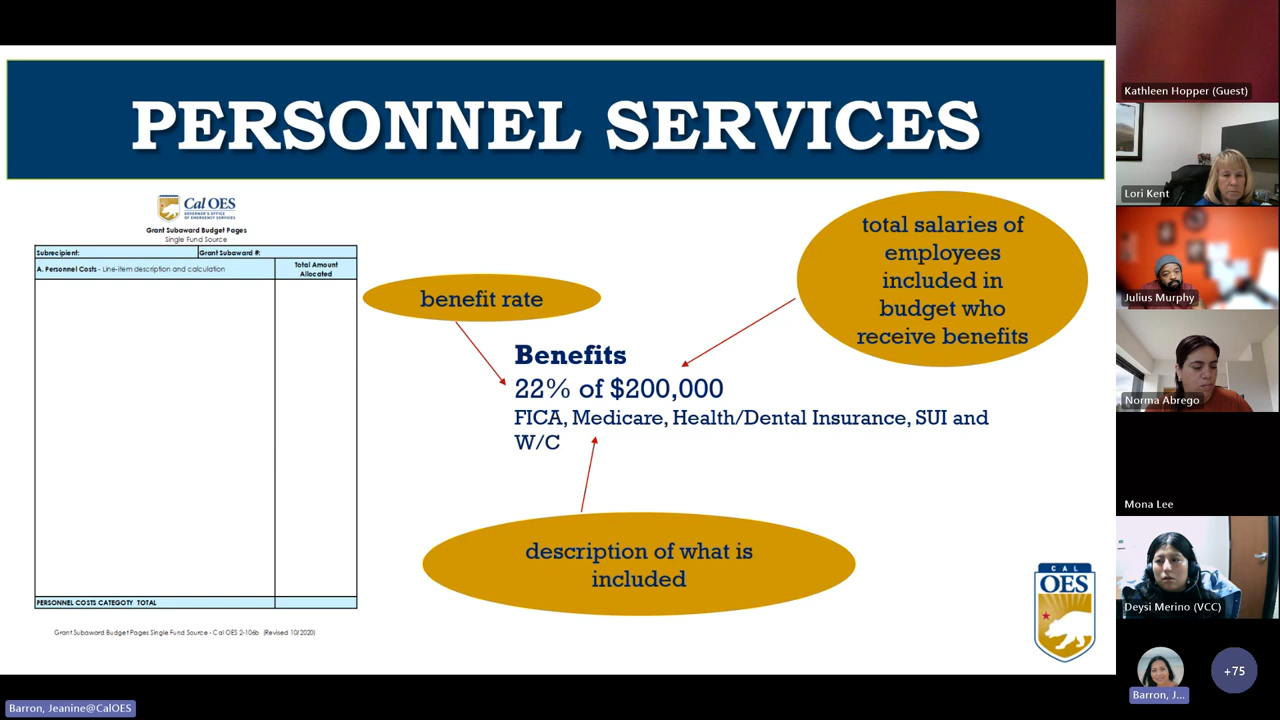 PERSONNEL SERVICES
Cal OES
GOVERNOR'S OFFICE
OF EMERGENCY SERVICES
Grant Subaward Budget Pages
Single Fund Source
Subrecipient:
Grant Subaward #:
A. Personnel Costs - Line-item description and calculation
Total Amount
Allocated
PERSONNEL COSTS CATEGOTY TOTAL
Grant Subaward Budget Pages Single Fund Source - Cal OES 2-106b (Revised 10/2020)
benefit rate
total salaries of
employees
included in
budget who
receive benefits
Benefits
22% of $200,000
FICA, Medicare, Health/Dental Insurance, SUI and
W/C
description of what is
included
CAL
OES
Kathleen Hopper (Guest)
Lori Kent
Julius Murphy
Norma Abrego
Mona Lee
Deysi Merino (VCC)
Barron, J...
+75
Barron, Jeanine@CalOES